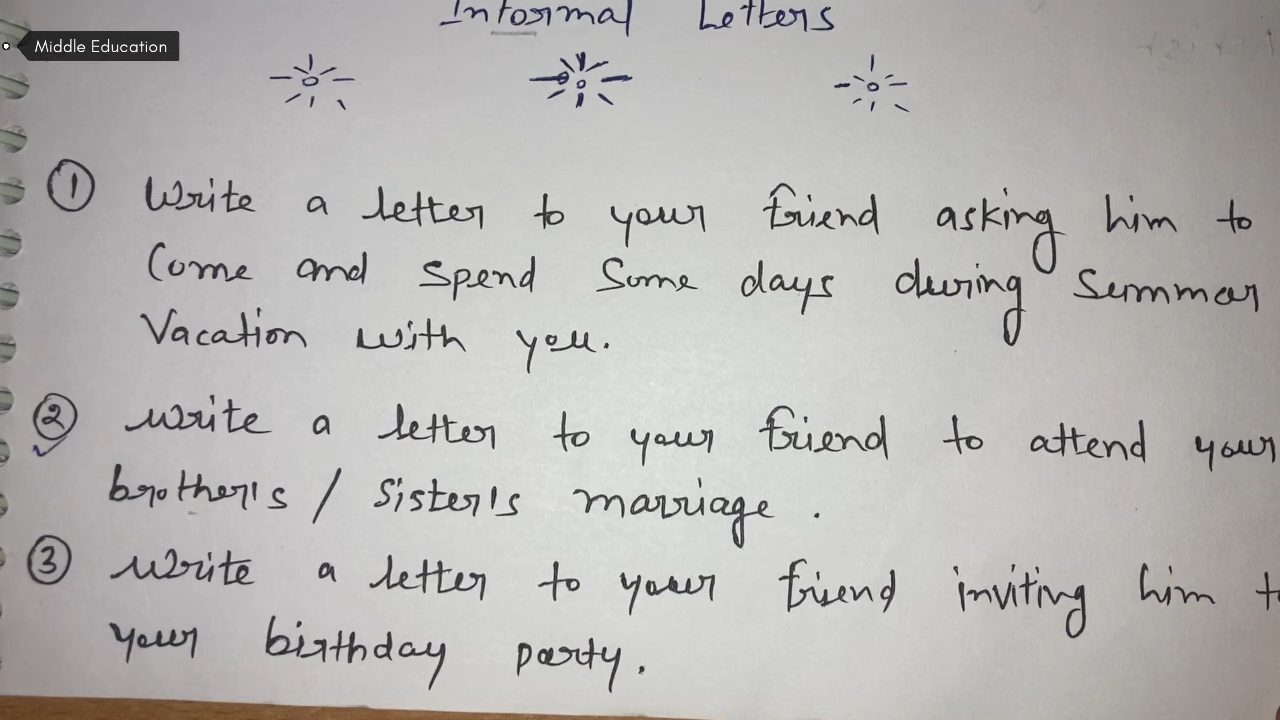 Informal Letters
Middle Education
① Write a letter to your friend asking him to
Come and Spend Some days during Summar
Vacation with you.
② Write a letter to your friend to attend your
brother's / Sister's marriage.
③ Write a letter to your friend inviting him to
your birthday party.